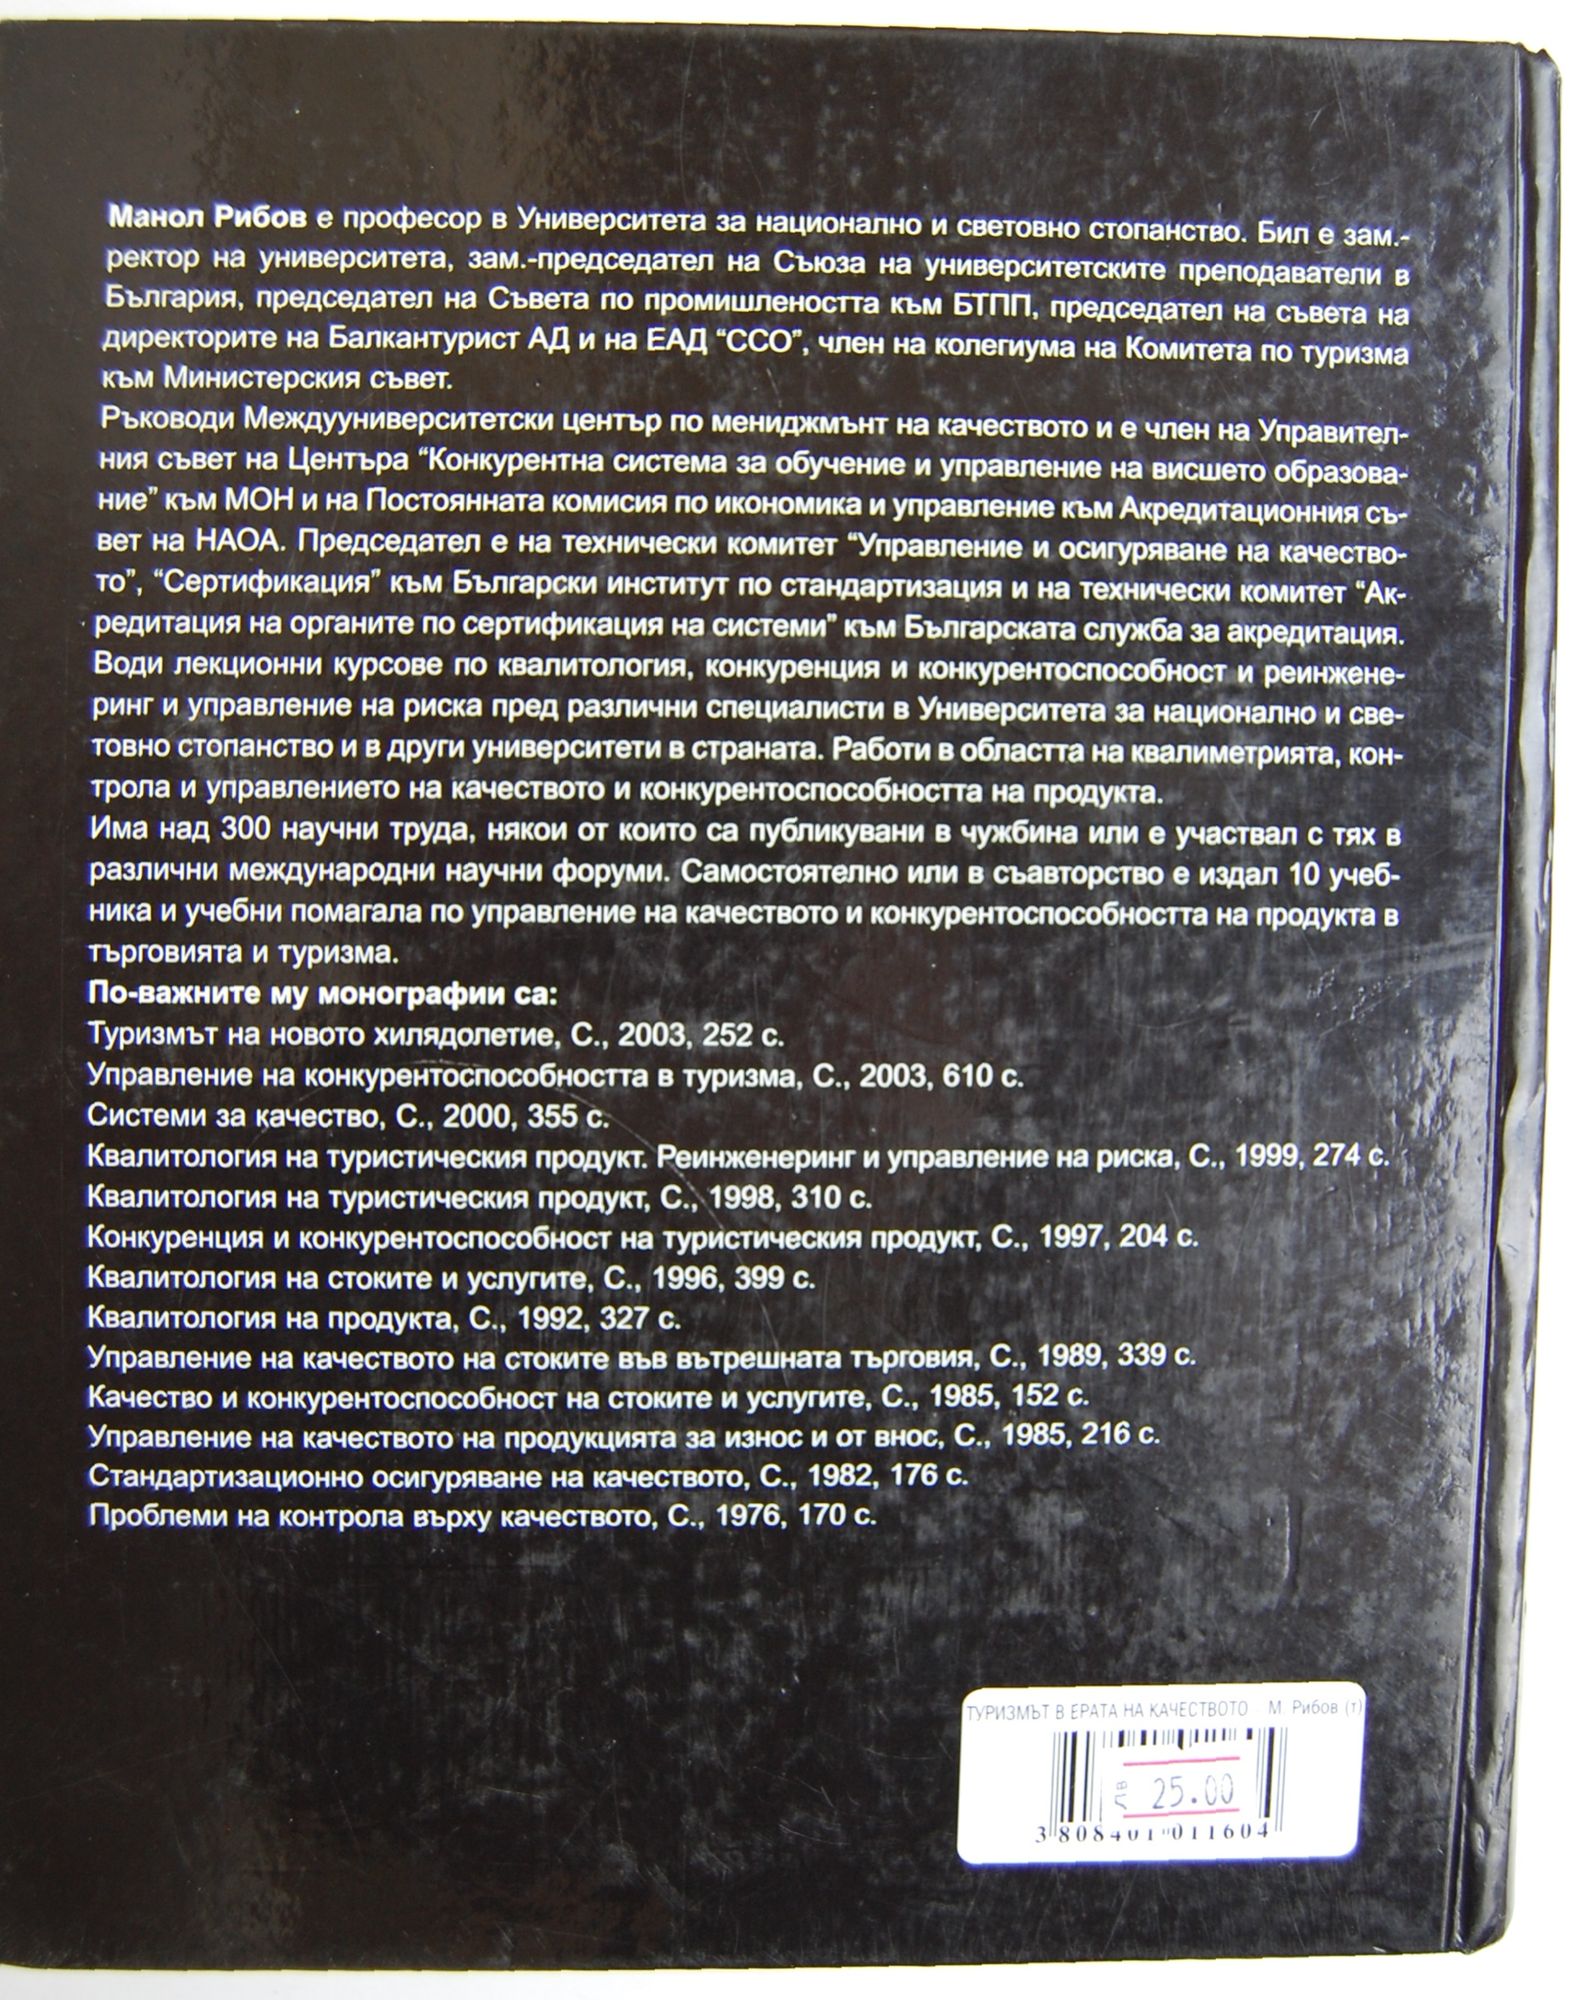 Манол Рибов е професор в Университета за национално и световно стопанство. Бил е зам.-
ректор на университета, зам.-председател на Съюза на университетските преподаватели в
България, председател на Съвета по промишлеността към БТПП, председател на съвета на
директорите на Балкантурист АД и на ЕАД “ССО”, член на колегиума на Комитета по туризма
към Министерския съвет.
Ръководи Междууниверситетски център по мениджмънт на качеството и е член на Управител-
ния съвет на Центъра “Конкурентна система за обучение и управление на висшето образова-
ние” към МОН и на Постоянната комисия по икономика и управление към Акредитационния съ-
вет на НАОА. Председател е на технически комитет “Управление и осигуряване на качество-
то”, “Сертификация” към Български институт по стандартизация и на технически комитет “Ак-
редитация на органите по сертификация на системи” към Българската служба за акредитация.
Води лекционни курсове по квалитология, конкуренция и конкурентоспособност и реинжене-
ринг и управление на риска пред различни специалисти в Университета за национално и све-
товно стопанство и в други университети в страната. Работи в областта на квалиметрията, кон-
трола и управлението на качеството и конкурентоспособността на продукта.
Има над 300 научни труда, някои от които са публикувани в чужбина или е участвал с тях в
различни международни научни форуми. Самостоятелно или в съавторство е издал 10 учеб-
ника и учебни помагала по управление на качеството и конкурентоспособността на продукта в
търговията и туризма.
По-важните му монографии са:
Туризмът на новото хилядолетие, С., 2003, 252 с.
Управление на конкурентоспособността в туризма, С., 2003, 610 с.
Системи за качество, С., 2000, 355 с.
Квалитология на туристическия продукт. Реинженеринг и управление на риска, С., 1999, 274 с.
Квалитология на туристическия продукт, С., 1998, 310 с.
Конкуренция и конкурентоспособност на туристическия продукт, С., 1997, 204 с.
Квалитология на стоките и услугите, С., 1996, 399 с.
Квалитология на продукта, С., 1992, 327 с.
Управление на качеството на стоките във вътрешната търговия, С., 1989, 339 с.
Качество и конкурентоспособност на стоките и услугите, С., 1985, 152 с.
Управление на качеството на продукцията за износ и от внос, С., 1985, 216 с.
Стандартизационно осигуряване на качеството, С., 1982, 176 с.
Проблеми на контрола върху качеството, С., 1976, 170 с.
ТУРИЗМЪТ В ЕРАТА НА КАЧЕСТВОТО - М. Рибов (т)
ЛВ 25.00
3 808401 011604